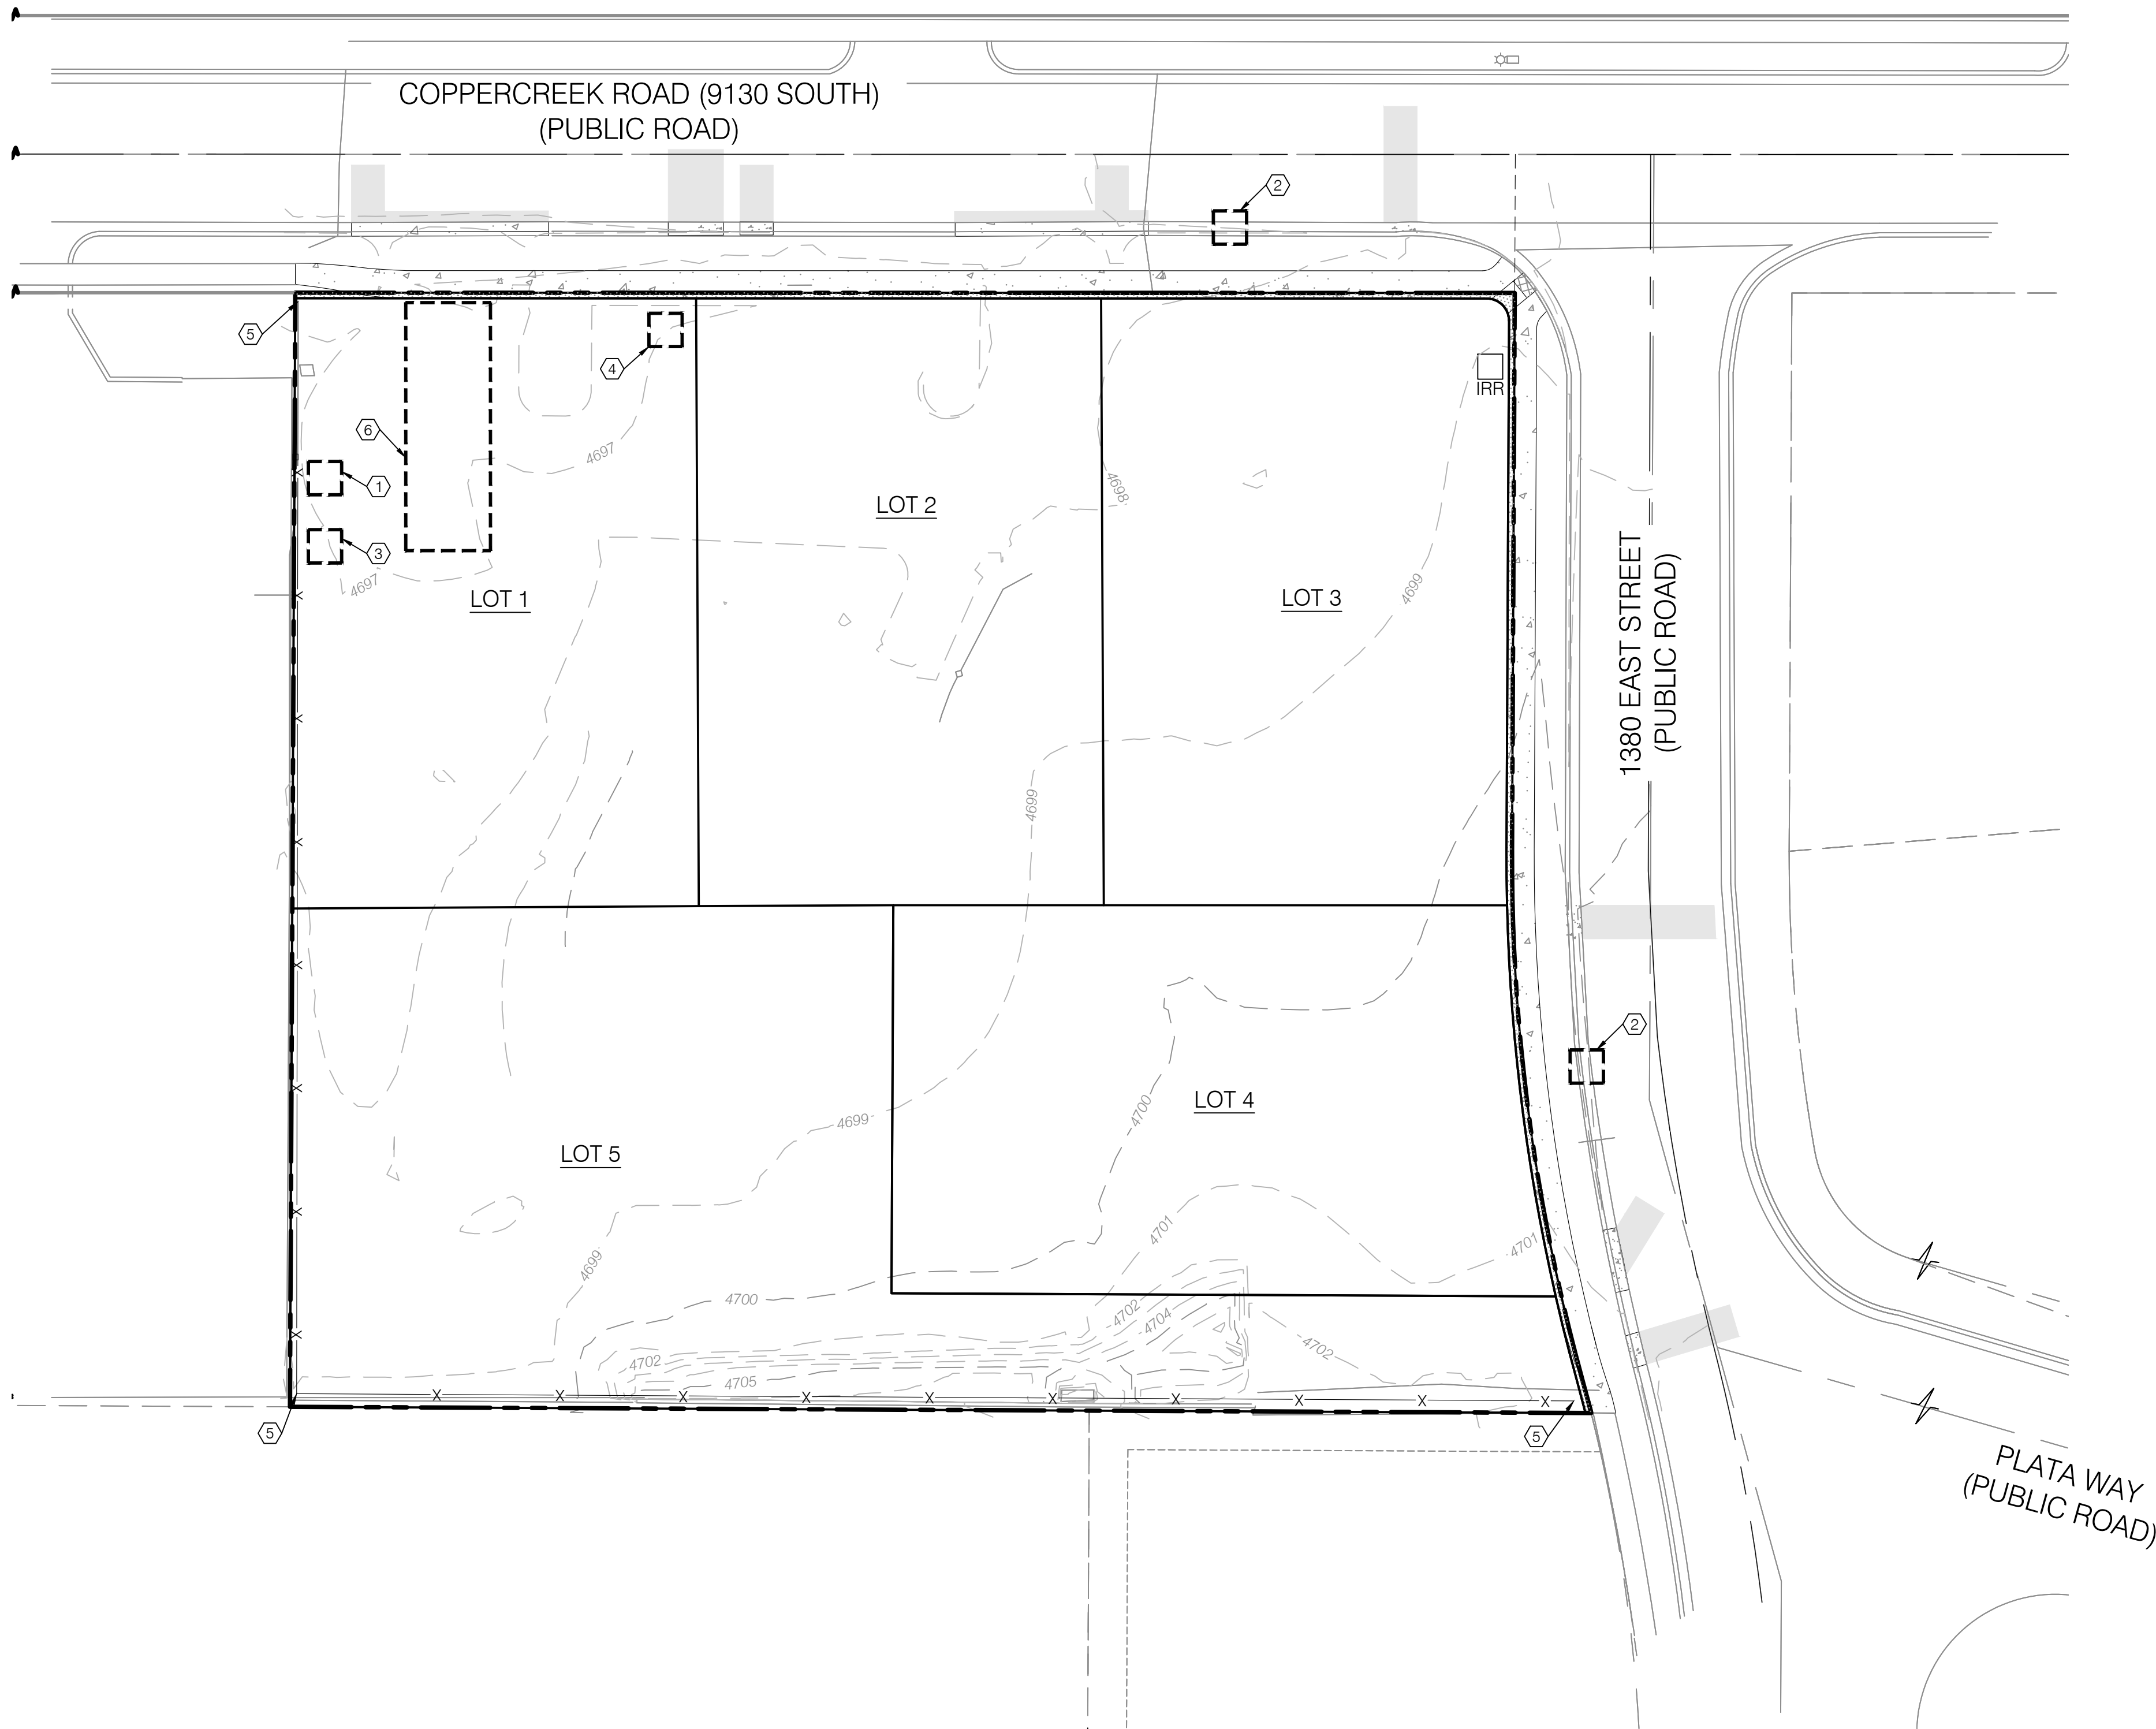 COPPERCREEK ROAD (9130 SOUTH)
(PUBLIC ROAD)
2
5
4
IRR
6
4697
1
4698
LOT 2
3
4697
LOT 1
LOT 3
4699
1380 EAST STREET
(PUBLIC ROAD)
4699
2
4700
LOT 4
4699
LOT 5
4701
4701
4699
4700
4702
4704
4702
4702
4705
X X X X X X X X X X
5
5
PLATA WAY
(PUBLIC ROAD)